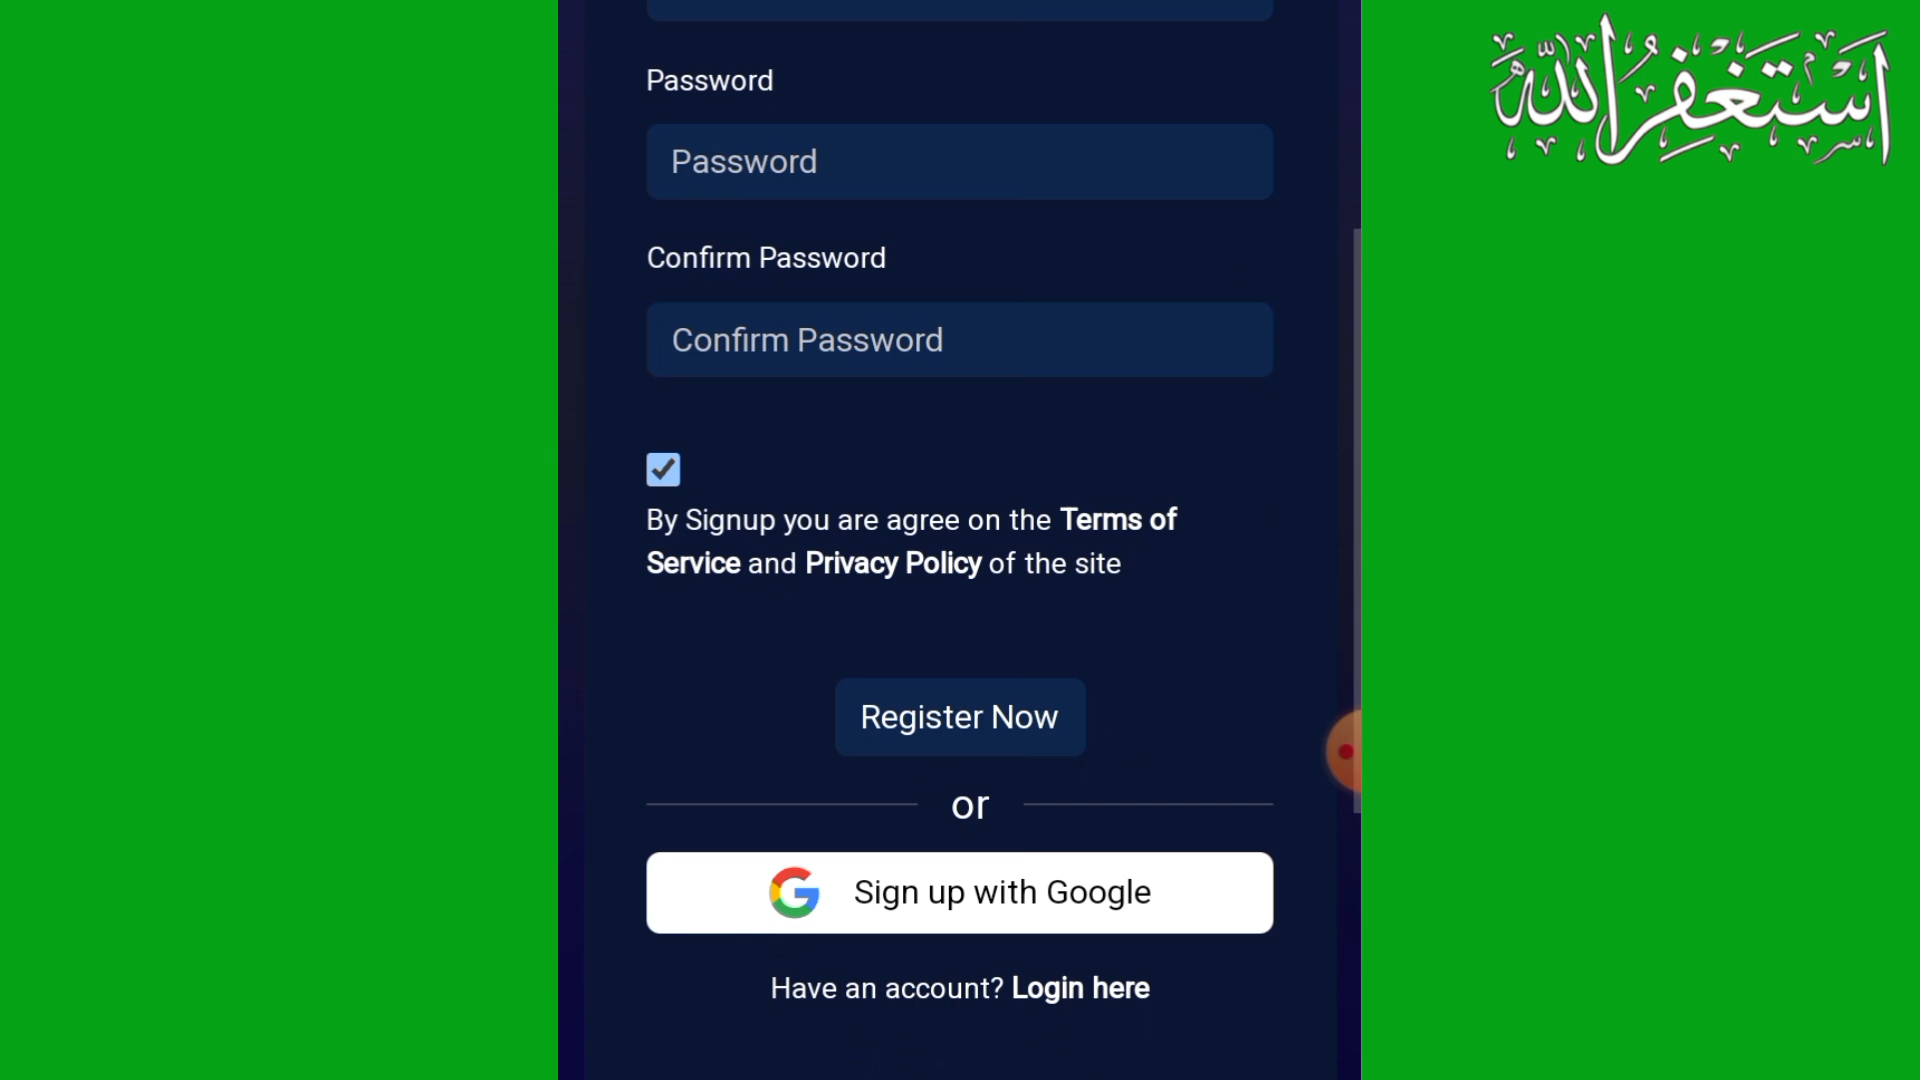 Password
Password
Confirm Password
Confirm Password
By Signup you are agree on the Terms of
Service and Privacy Policy of the site
Register Now
or
Sign up with Google
Have an account? Login here
أستغفر الله